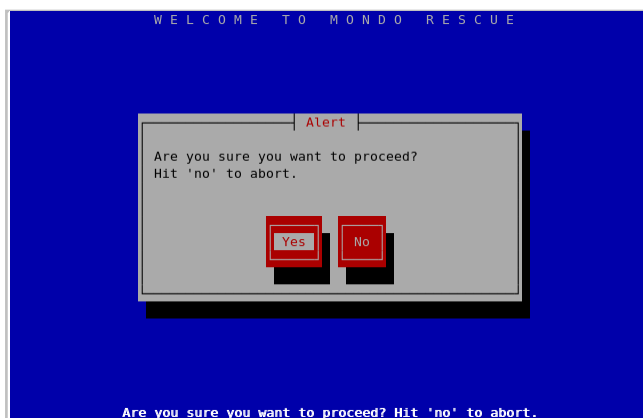 W E L C O M E   T O   M O N D O   R E S C U E
Alert
Are you sure you want to proceed?
Hit 'no' to abort.
Yes No
Are you sure you want to proceed? Hit 'no' to abort.